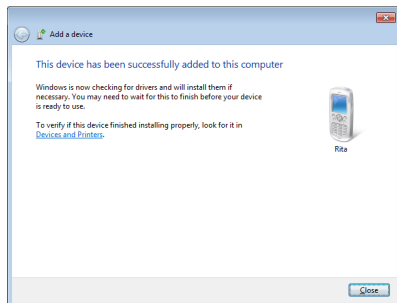 Add a device
This device has been successfully added to this computer
Windows is now checking for drivers and will install them if
necessary. You may need to wait for this to finish before your device
is ready to use.
To verify if this device finished installing properly, look for it in
Devices and Printers.
Rita
Close